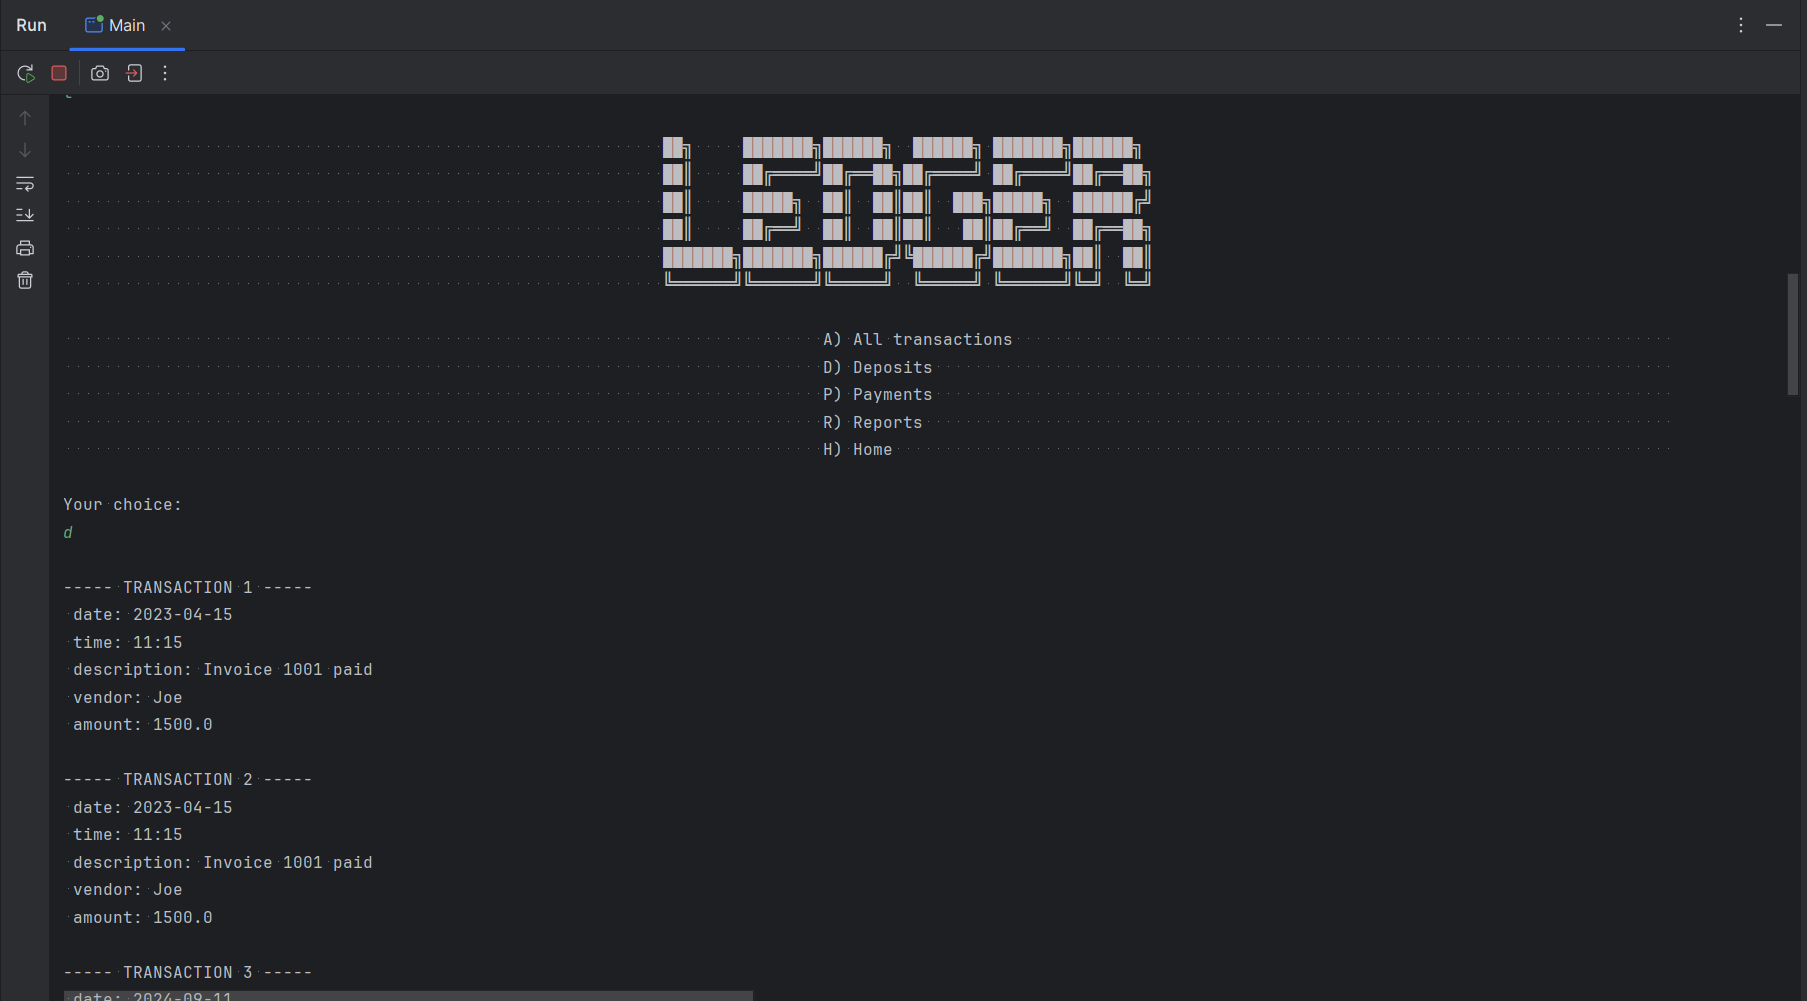 Run
Main
LEDGER
A) All transactions
D) Deposits
P) Payments
R) Reports
H) Home
Your choice:
d
----- TRANSACTION 1 -----
date: 2023-04-15
time: 11:15
description: Invoice 1001 paid
vendor: Joe
amount: 1500.0
----- TRANSACTION 2 -----
date: 2023-04-15
time: 11:15
description: Invoice 1001 paid
vendor: Joe
amount: 1500.0
----- TRANSACTION 3 -----
date: 2024-09-11